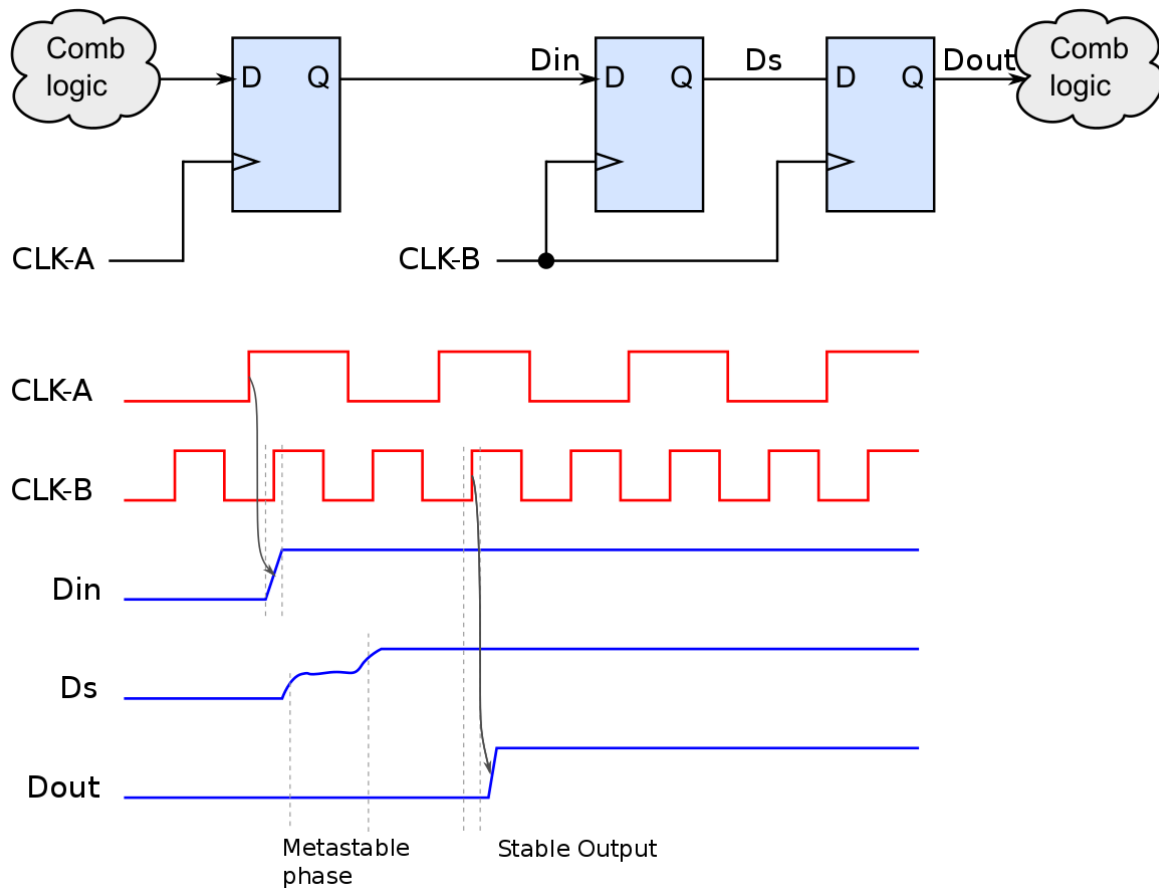 Comb
logic
D Q
Din
D Q
Ds
D Q
Dout
Comb
logic
CLK-A
CLK-B
CLK-A
CLK-B
Din
Ds
Dout
Metastable
phase
Stable Output